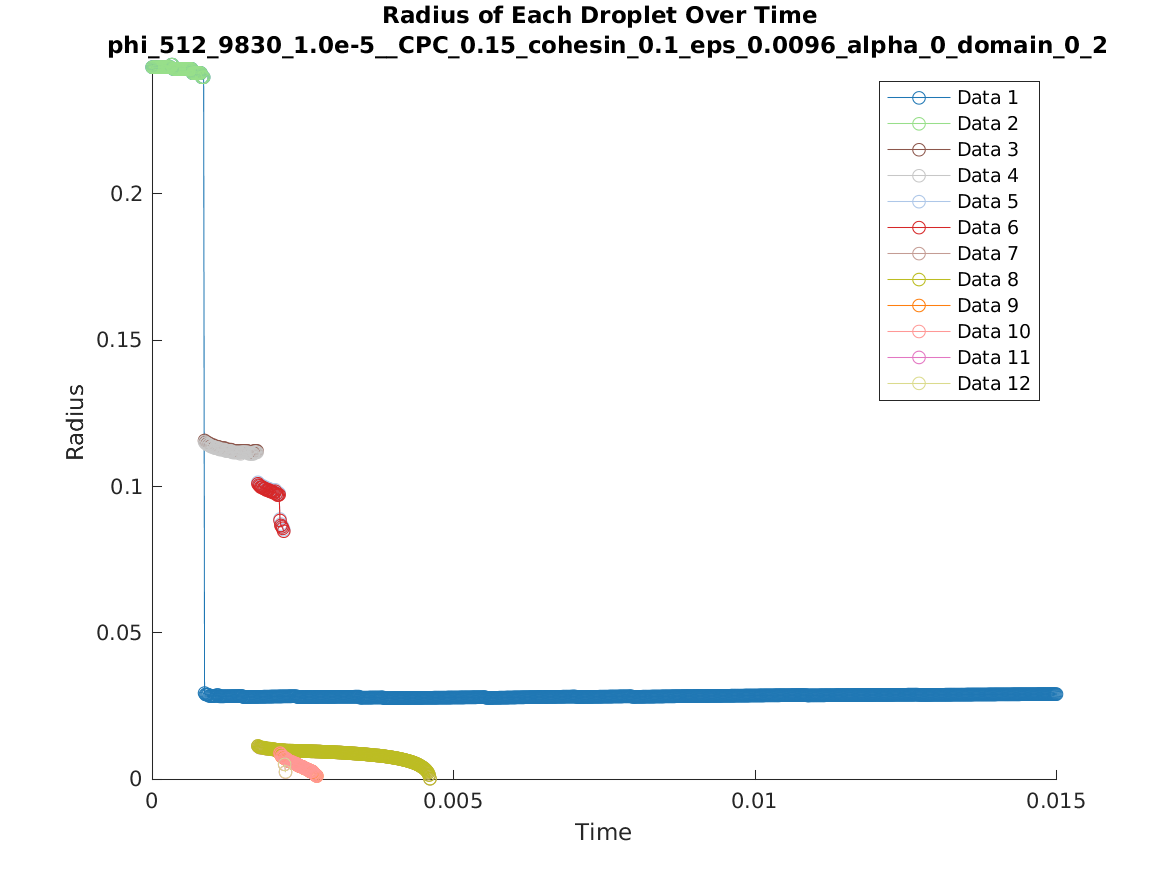 Radius of Each Droplet Over Time
phi_512_9830_1.0e-5__CPC_0.15_cohesin_0.1_eps_0.0096_alpha_0_domain_0_2
Data 1
Data 2
Data 3
Data 4
Data 5
Data 6
Data 7
Data 8
Data 9
Data 10
Data 11
Data 12
Radius
0.2
0.15
0.1
0.05
0
0
0.005
0.01
0.015
Time